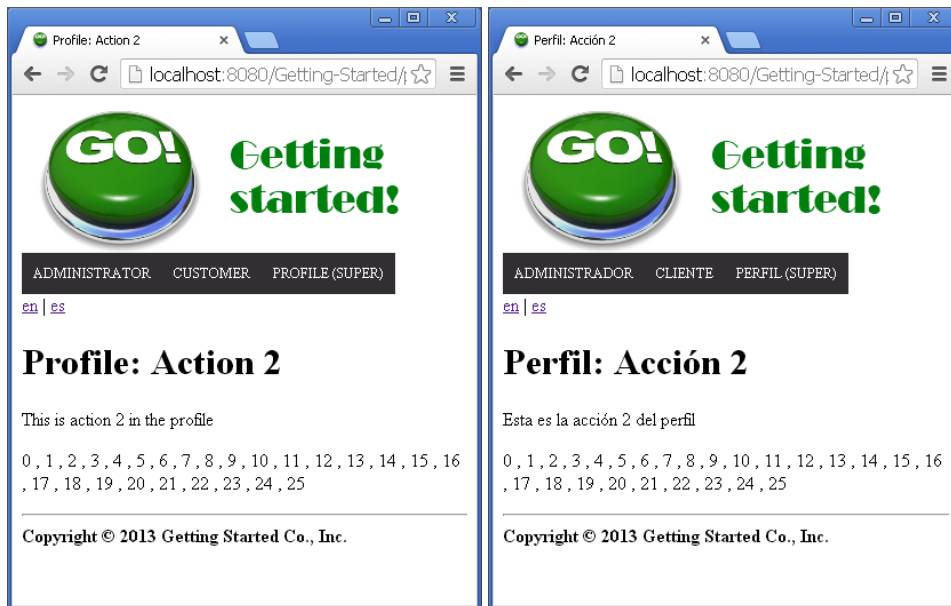 Profile: Action 2
localhost:8080/Getting-Started/
GO!
Getting
started!
ADMINISTRATOR CUSTOMER PROFILE (SUPER)
en | es
Profile: Action 2
This is action 2 in the profile
0 , 1 , 2 , 3 , 4 , 5 , 6 , 7 , 8 , 9 , 10 , 11 , 12 , 13 , 14 , 15 , 16
, 17 , 18 , 19 , 20 , 21 , 22 , 23 , 24 , 25
Copyright © 2013 Getting Started Co., Inc.
Perfil: Acción 2
localhost:8080/Getting-Started/
GO!
Getting
started!
ADMINISTRADOR CLIENTE PERFIL (SUPER)
en | es
Perfil: Acción 2
Esta es la acción 2 del perfil
0 , 1 , 2 , 3 , 4 , 5 , 6 , 7 , 8 , 9 , 10 , 11 , 12 , 13 , 14 , 15 , 16
, 17 , 18 , 19 , 20 , 21 , 22 , 23 , 24 , 25
Copyright © 2013 Getting Started Co., Inc.